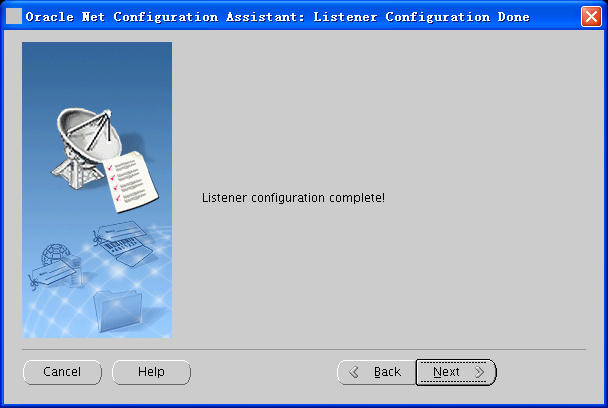 Oracle Net Configuration Assistant: Listener Configuration Done
Listener configuration complete!
Cancel
Help
Back
Next